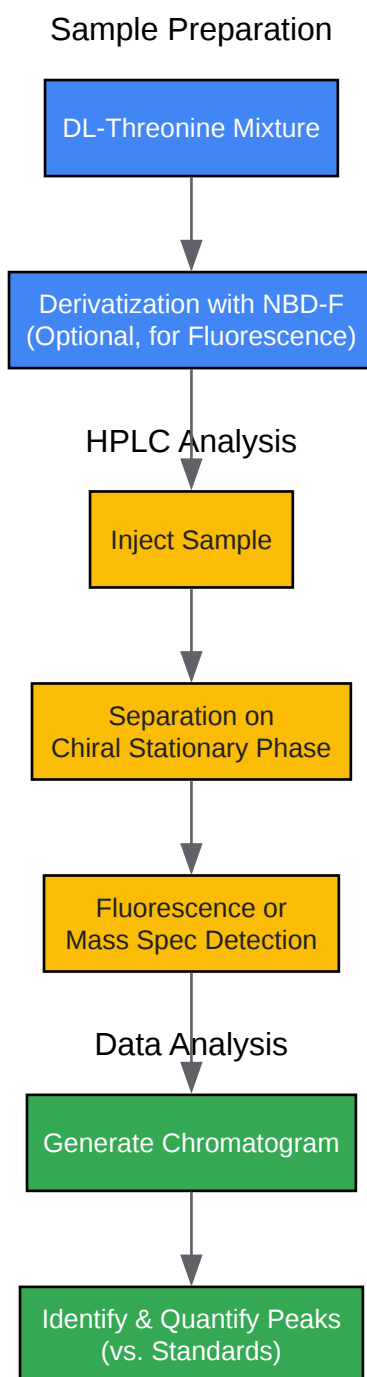 Sample Preparation
DL-Threonine Mixture
Derivatization with NBD-F
(Optional, for Fluorescence)
HPLC Analysis
Inject Sample
Separation on
Chiral Stationary Phase
Fluorescence or
Mass Spec Detection
Data Analysis
Generate Chromatogram
Identify & Quantify Peaks
(vs. Standards)